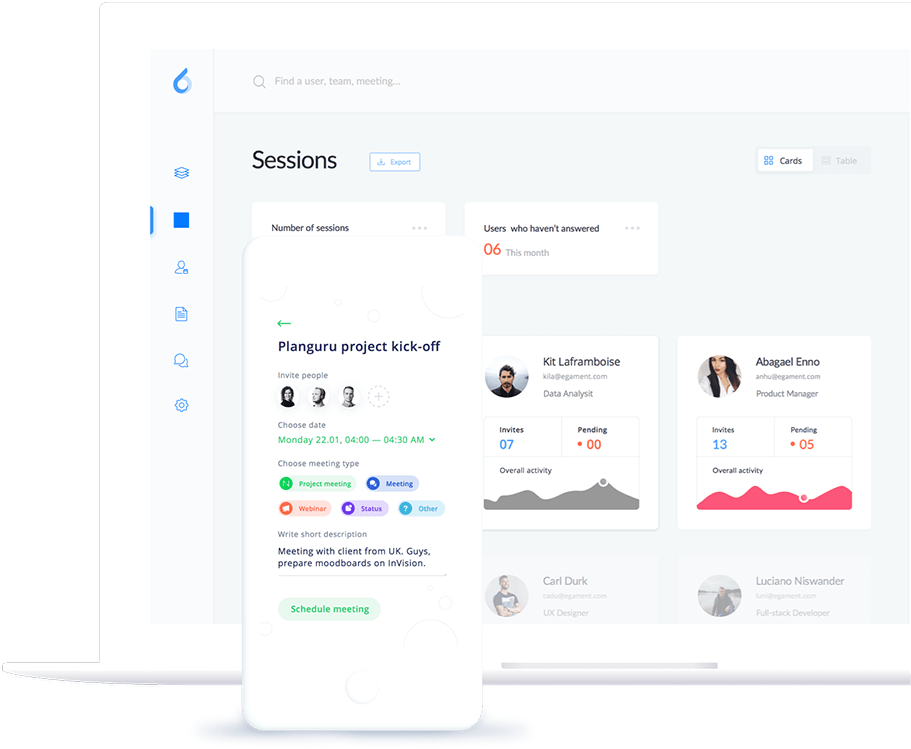 Find a user, team, meeting...
Sessions
Export
Cards
Table
Number of sessions
Users who haven't answered
06 This month
Planguru project kick-off
Invite people
Choose date
Monday 22.01, 04:00 — 04:30 AM
Choose meeting type
Project meeting
Meeting
Webinar
Status
? Other
Write short description
Meeting with client from UK. Guys,
prepare moodboards on InVision.
Schedule meeting
Kit Laframboise
kila@egament.com
Data Analysit
Invites
07
Pending
00
Overall activity
Abagael Enno
anhu@egament.com
Product Manager
Invites
13
Pending
05
Overall activity
Carl Durk
cadu@egament.com
UX Designer
Luciano Niswander
luni@egament.com
Full-stack Developer